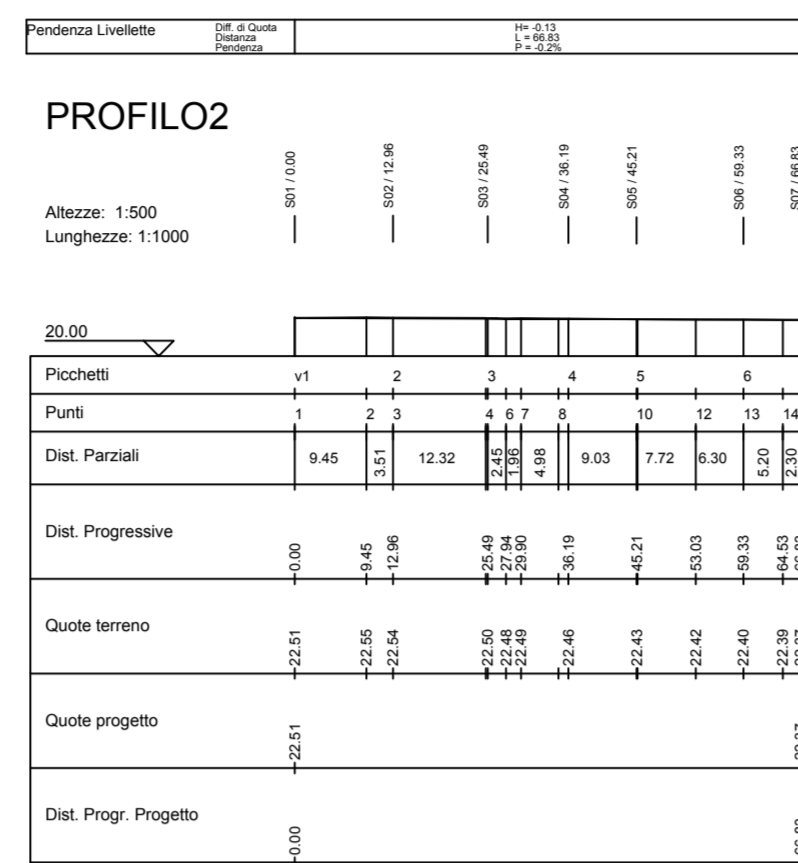 Pendenza Livellette
Diff. di Quota
Distanza
Pendenza
H= -0.13
L = 66.83
P = -0.2%
PROFILO2
Altezze: 1:500
Lunghezze: 1:1000
S01 / 0.00
S02 / 12.96
S03 / 25.49
S04 / 36.19
S05 / 45.21
S06 / 59.33
S07 / 66.83
20.00
Picchetti v1 2 3 4 5 6
Punti 1 2 3 4 6 7 8 10 12 13 14
Dist. Parziali 9.45 3.51 12.32 2.45 1.96 4.98 9.03 7.72 6.30 5.20 2.30
Dist. Progressive 0.00 9.45 12.96 25.49 27.94 29.90 36.19 45.21 53.03 59.33 64.53
Quote terreno 22.51 22.55 22.54 22.50 22.48 22.49 22.46 22.43 22.42 22.40 22.39
Quote progetto 22.51
Dist. Progr. Progetto 0.00